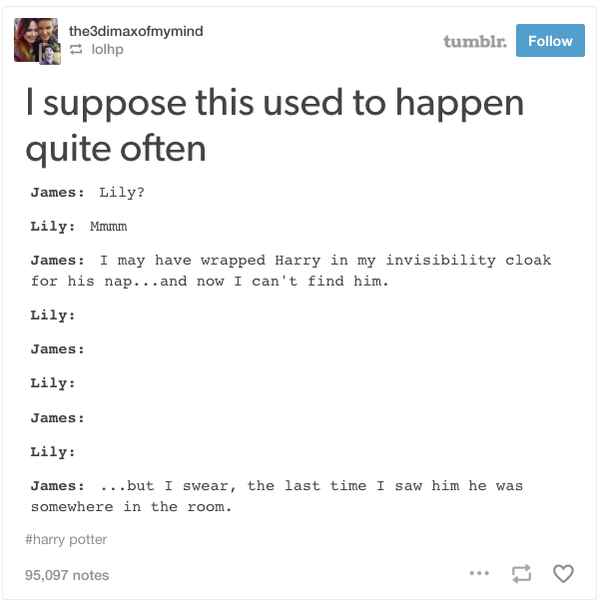 the3dimaxofmymind
lolhp
tumblr.
Follow
I suppose this used to happen
quite often
James: Lily?
Lily: Mmmm
James: I may have wrapped Harry in my invisibility cloak
for his nap...and now I can't find him.
Lily:
James:
Lily:
James:
Lily:
James: ...but I swear, the last time I saw him he was
somewhere in the room.
#harry potter
95,097 notes